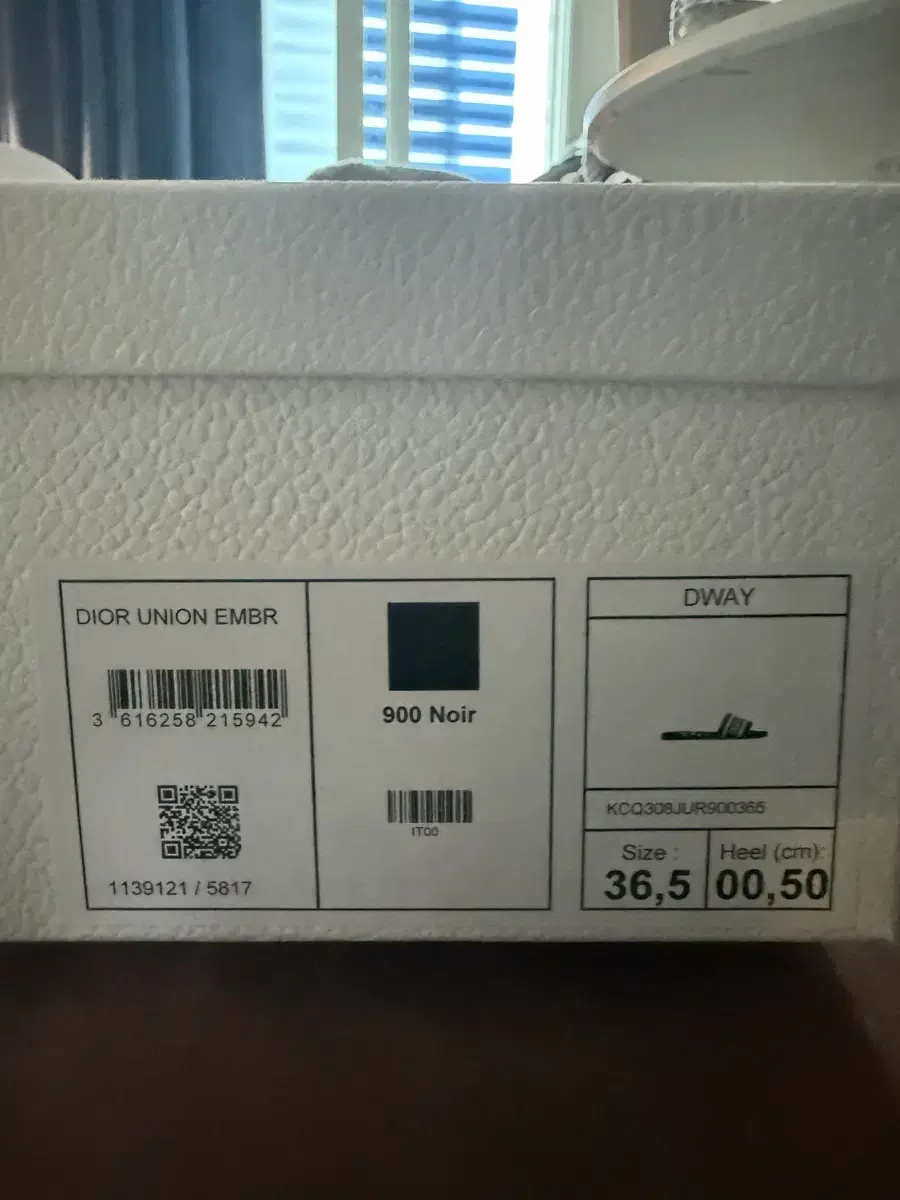 DIOR UNION EMBR
3 616258 215942
1139121 / 5817
900 Noir
IT00
DWAY
KCQ308JUR900365
Size :
36,5
Heel (cm):
00,50